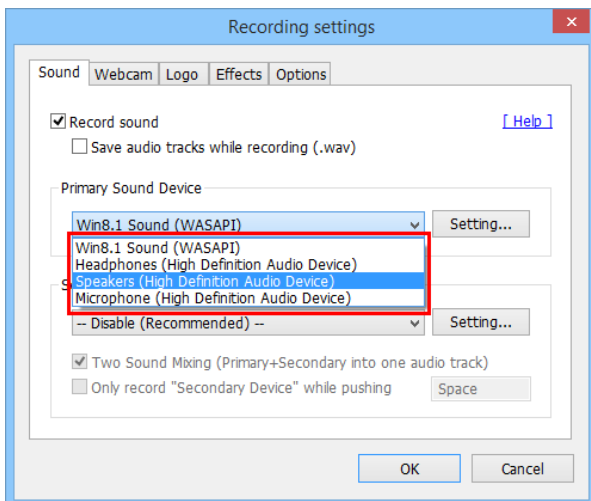 Recording settings
Sound Webcam Logo Effects Options
Record sound [ Help ]
Save audio tracks while recording (.wav)
Primary Sound Device
Win8.1 Sound (WASAPI) Setting...
Win8.1 Sound (WASAPI)
Headphones (High Definition Audio Device)
Speakers (High Definition Audio Device)
Microphone (High Definition Audio Device)
-- Disable (Recommended) -- Setting...
Two Sound Mixing (Primary+Secondary into one audio track)
Only record "Secondary Device" while pushing Space
OK Cancel